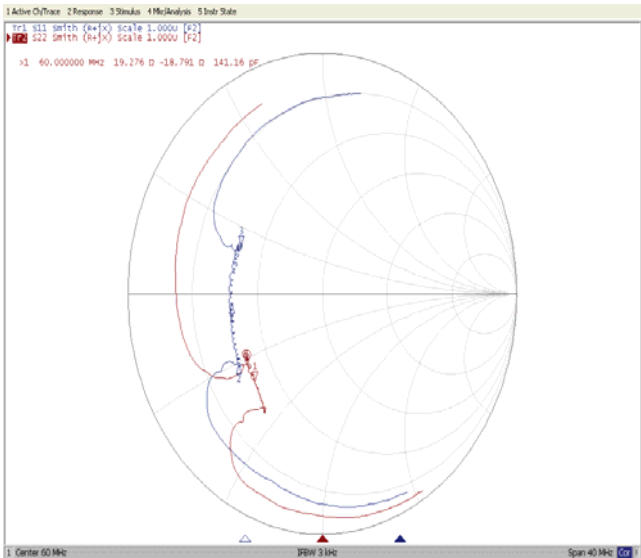 1 Active Ch/Trace 2 Response 3 Stimulus 4 Mkr/Analysis 5 Instr State
Tr1 S11 Smith (R+jX) Scale 1.000U [F2]
Tr2 S22 Smith (R+jX) Scale 1.000U [F2]
>1 60.000000 MHz 19.276 Ω -18.791 Ω 141.16 pF
1
1 Center 60 MHz IFBW 3 kHz Span 40 MHz Cor